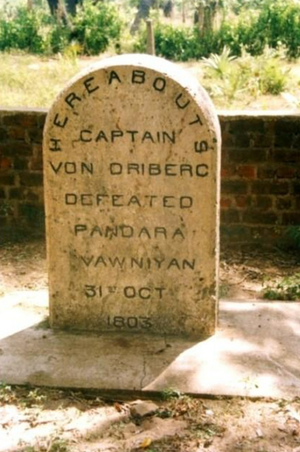 HEREABOUTS
CAPTAIN
VON DRIBERG
DEFEATED
PANDARA
VAWNIYAN
31ST OCT
1803